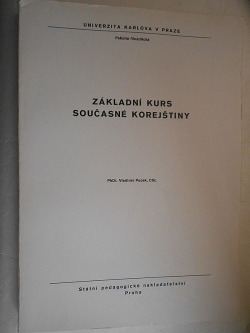 UNIVERZITA KARLOVA V PRAZE
Fakulta filozofická
ZÁKLADNÍ KURS
SOUČASNÉ KOREJŠTINY
PhDr. Vladimír Pucek, CSc.
Státní pedagogické nakladatelství
Praha